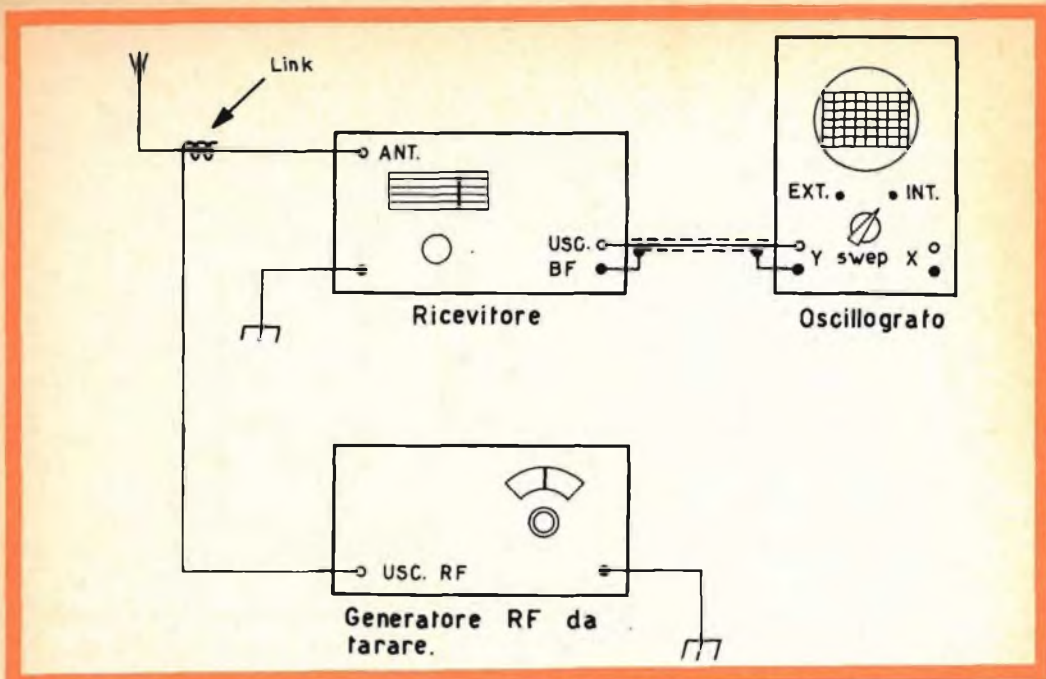 Link
ANT.
EXT.
INT.
USC.
BF
Y swep X
Ricevitore
Oscillografo
USC. RF
Generatore RF da
tarare.